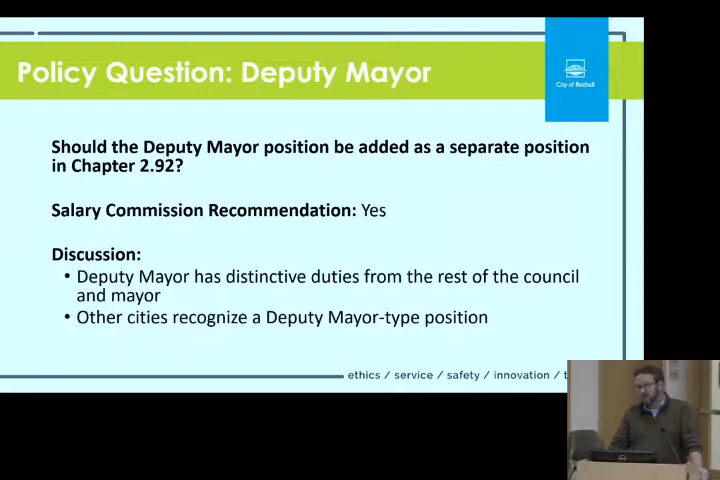 Policy Question: Deputy Mayor
City of Bothell
Should the Deputy Mayor position be added as a separate position
in Chapter 2.92?
Salary Commission Recommendation: Yes
Discussion:
• Deputy Mayor has distinctive duties from the rest of the council
and mayor
• Other cities recognize a Deputy Mayor-type position
ethics / service / safety / innovation / t